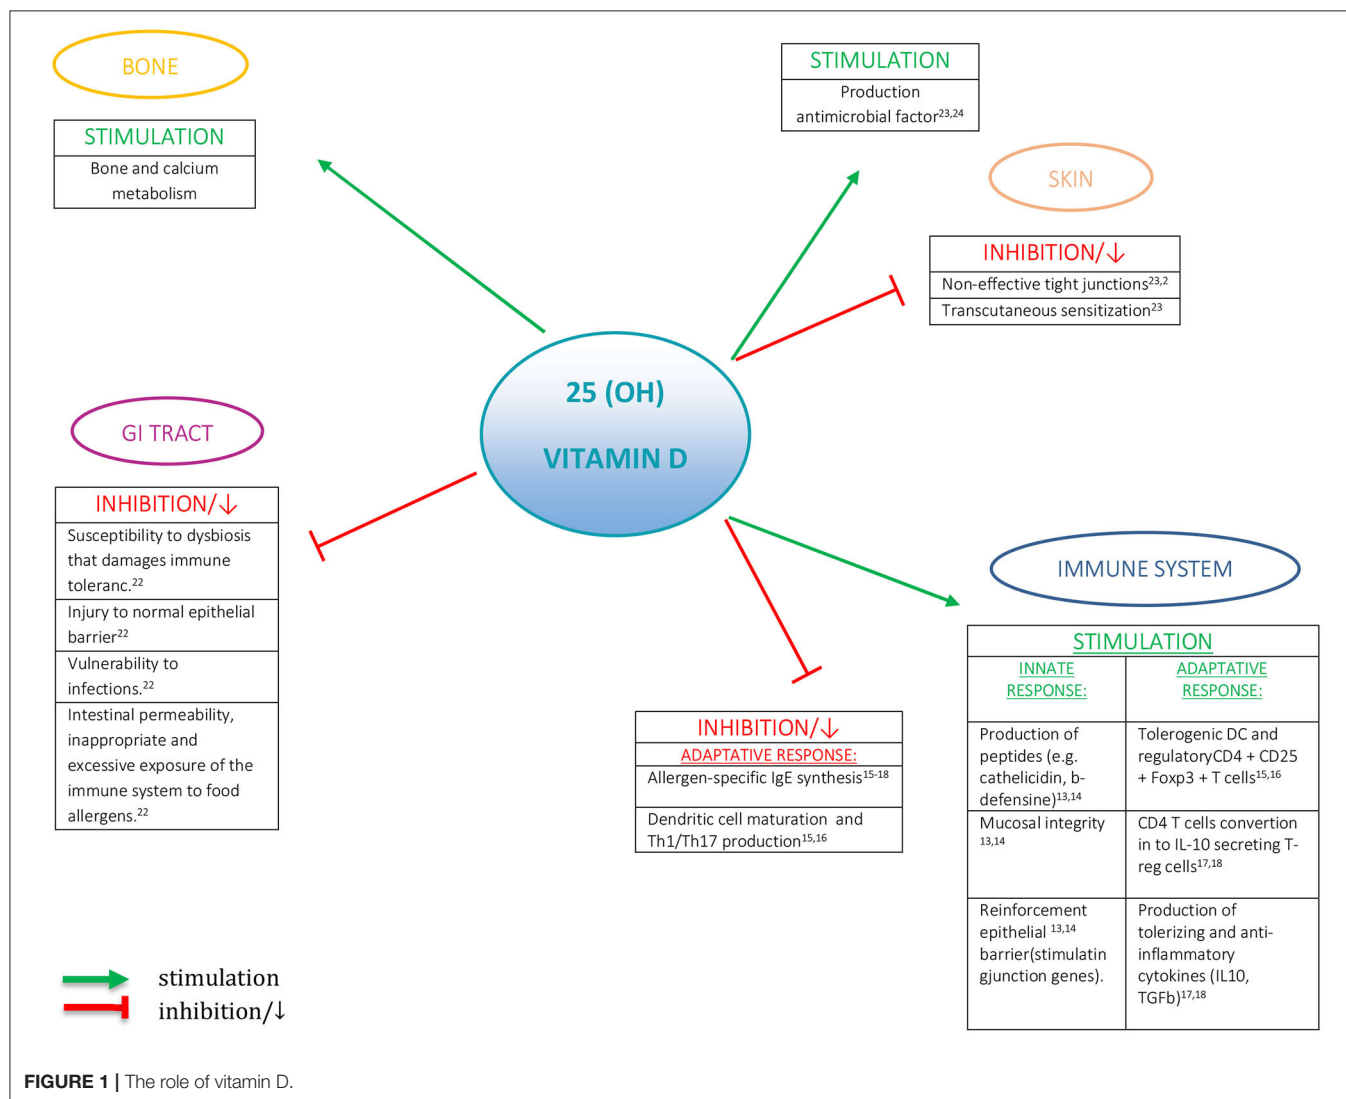 BONE
STIMULATION
Bone and calcium
metabolism
STIMULATION
Production
antimicrobial factor23,24
SKIN
INHIBITION/↓
Non-effective tight junctions23,2
Transcutaneous sensitization23
25 (OH)
VITAMIN D
GI TRACT
INHIBITION/↓
Susceptibility to dysbiosis
that damages immune
toleranc.22
Injury to normal epithelial
barrier22
Vulnerability to
infections.22
Intestinal permeability,
inappropriate and
excessive exposure of the
immune system to food
allergens.22
INHIBITION/↓
ADAPTATIVE RESPONSE:
Allergen-specific IgE synthesis15-18
Dendritic cell maturation and
Th1/Th17 production15,16
IMMUNE SYSTEM
STIMULATION
INNATE
RESPONSE:
Production of
peptides (e.g.
cathelicidin, b-
defensine)13,14
Mucosal integrity
13,14
Reinforcement
epithelial 13,14
barrier(stimulatin
gjunction genes).
ADAPTATIVE
RESPONSE:
Tolerogenic DC and
regulatoryCD4 + CD25
+ Foxp3 + T cells15,16
CD4 T cells convertion
in to IL-10 secreting T-
reg cells17,18
Production of
tolerizing and anti-
inflammatory
cytokines (IL10,
TGFb)17,18
stimulation
inhibition/↓
FIGURE 1 | The role of vitamin D.